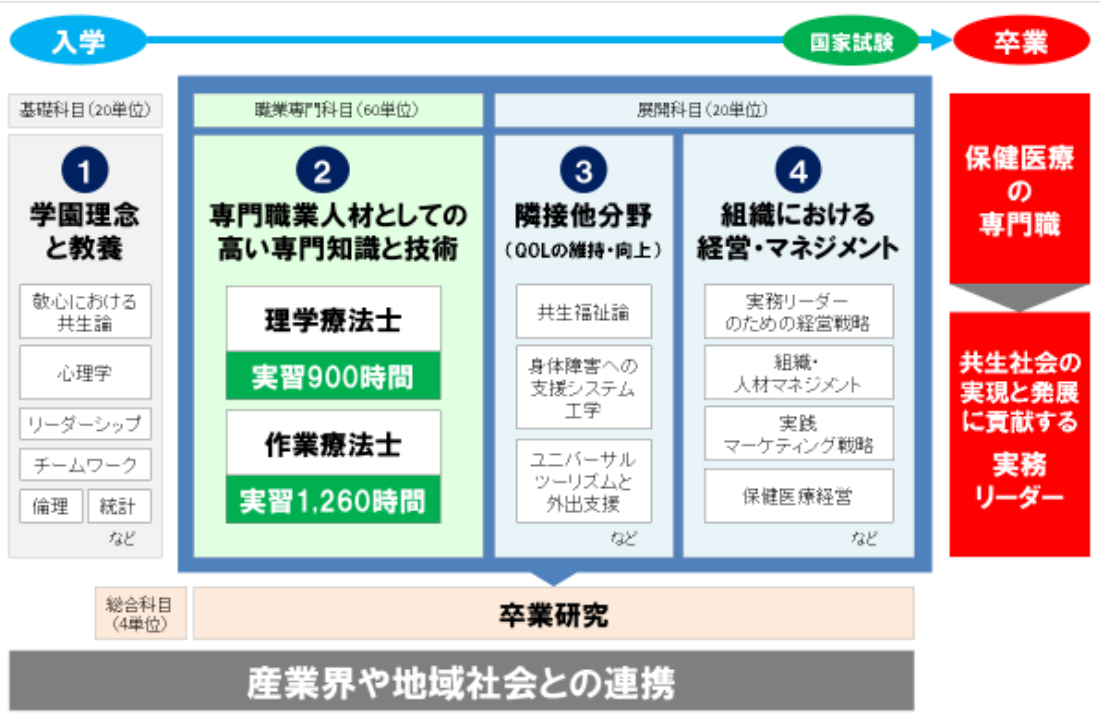 入学
国家試験
卒業
基礎科目(20単位)
職業専門科目(60単位)
展開科目(20単位)
1
学園理念
と教養
敬心における
共生論
心理学
リーダーシップ
チームワーク
倫理
統計
など
2
専門職業人材としての
高い専門知識と技術
理学療法士
実習900時間
作業療法士
実習1,260時間
3
隣接他分野
(QOLの維持・向上)
共生福祉論
身体障害への
支援システム
工学
ユニバーサル
ツーリズムと
外出支援
など
4
組織における
経営・マネジメント
実務リーダー
のための経営戦略
組織・
人材マネジメント
実践
マーケティング戦略
保健医療経営
など
保健医療
の
専門職
共生社会の
実現と発展
に貢献する
実務
リーダー
総合科目
(4単位)
卒業研究
産業界や地域社会との連携